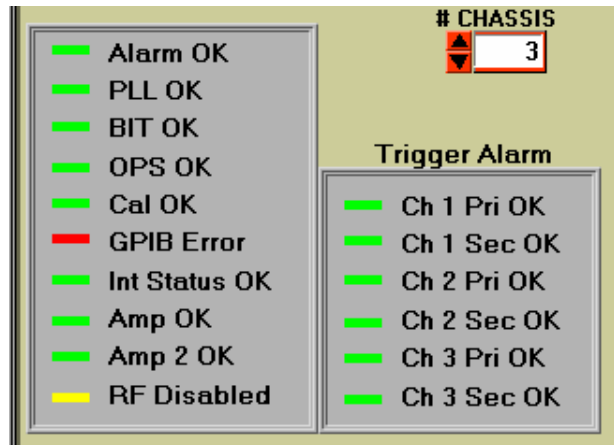 # CHASSIS
3
Alarm OK
PLL OK
BIT OK
OPS OK
Cal OK
GPIB Error
Int Status OK
Amp OK
Amp 2 OK
RF Disabled
Trigger Alarm
Ch 1 Pri OK
Ch 1 Sec OK
Ch 2 Pri OK
Ch 2 Sec OK
Ch 3 Pri OK
Ch 3 Sec OK